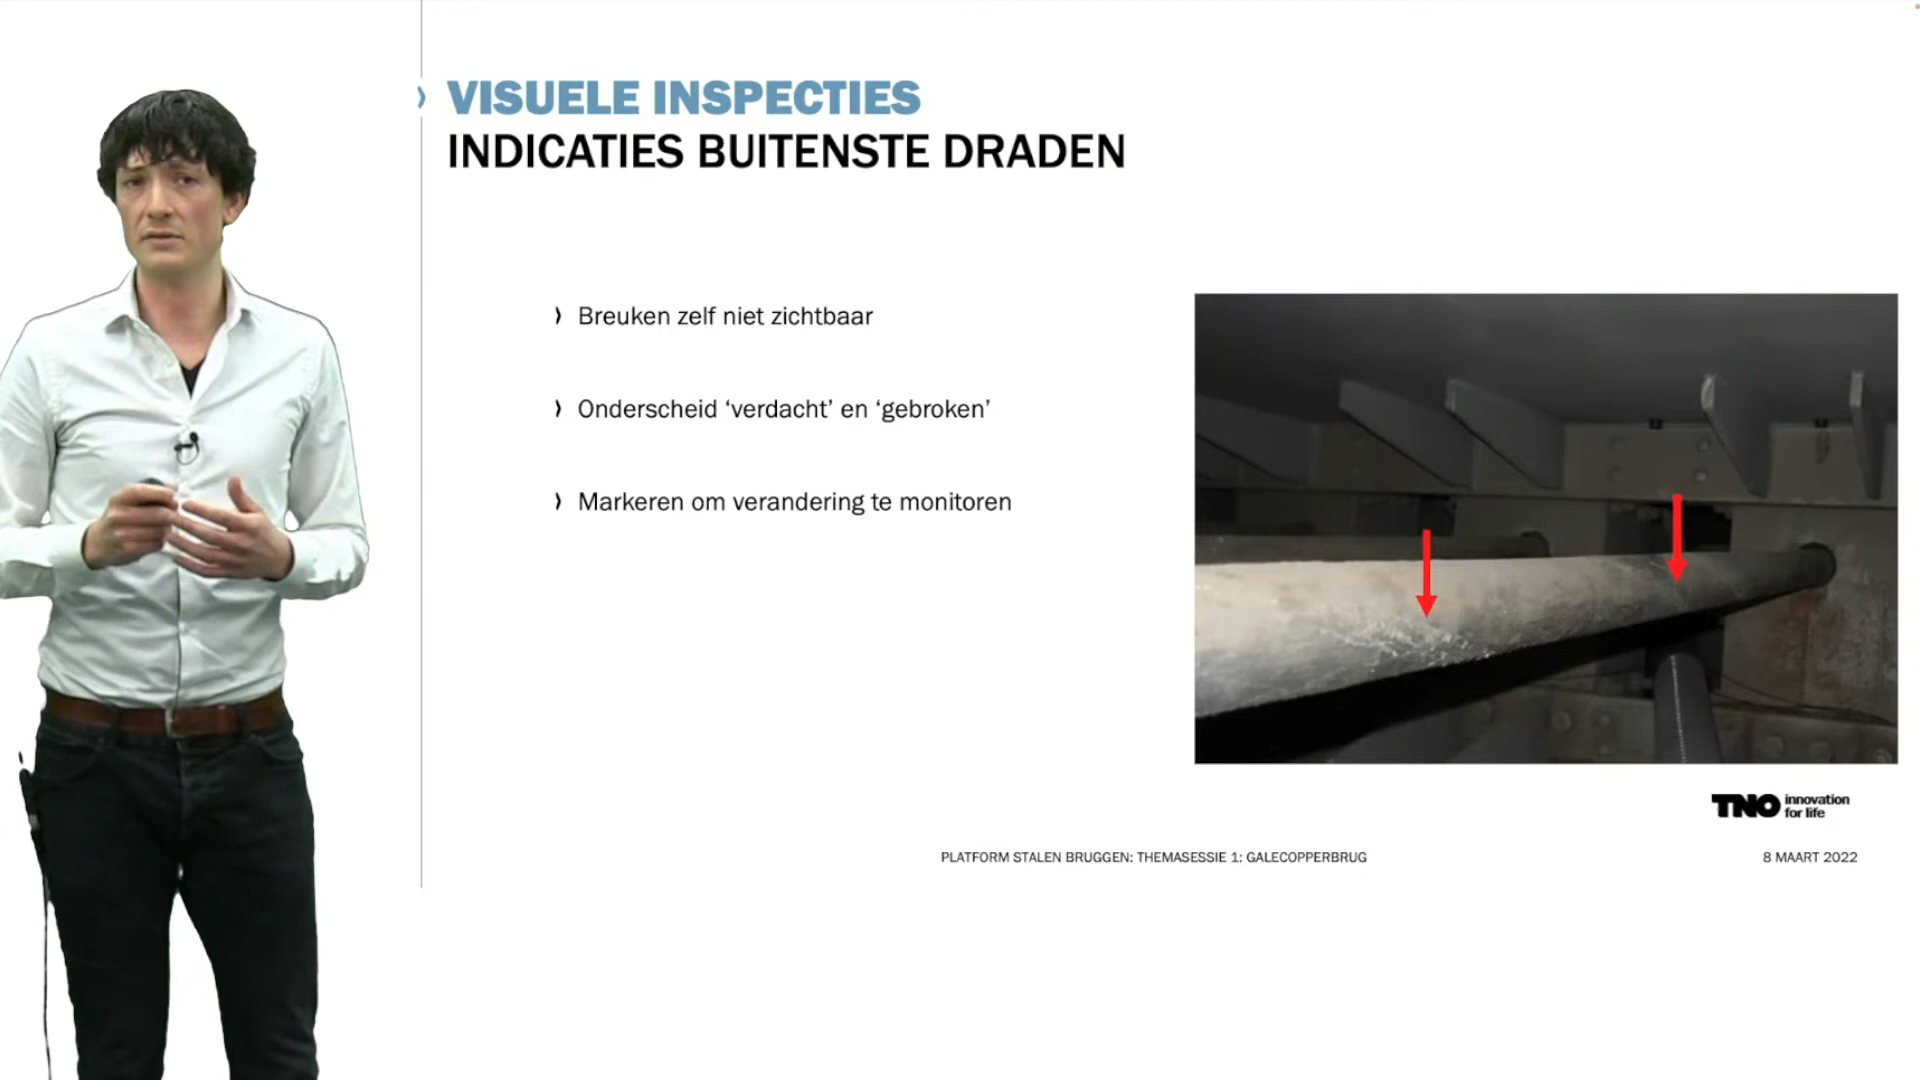 VISUELE INSPECTIES
INDICATIES BUITENSTE DRADEN
Breuken zelf niet zichtbaar
Onderscheid ‘verdacht’ en ‘gebroken’
Markeren om verandering te monitoren
TNO innovation
for life
PLATFORM STALEN BRUGGEN: THEMASESSIE 1: GALECOPPERBRUG
8 MAART 2022